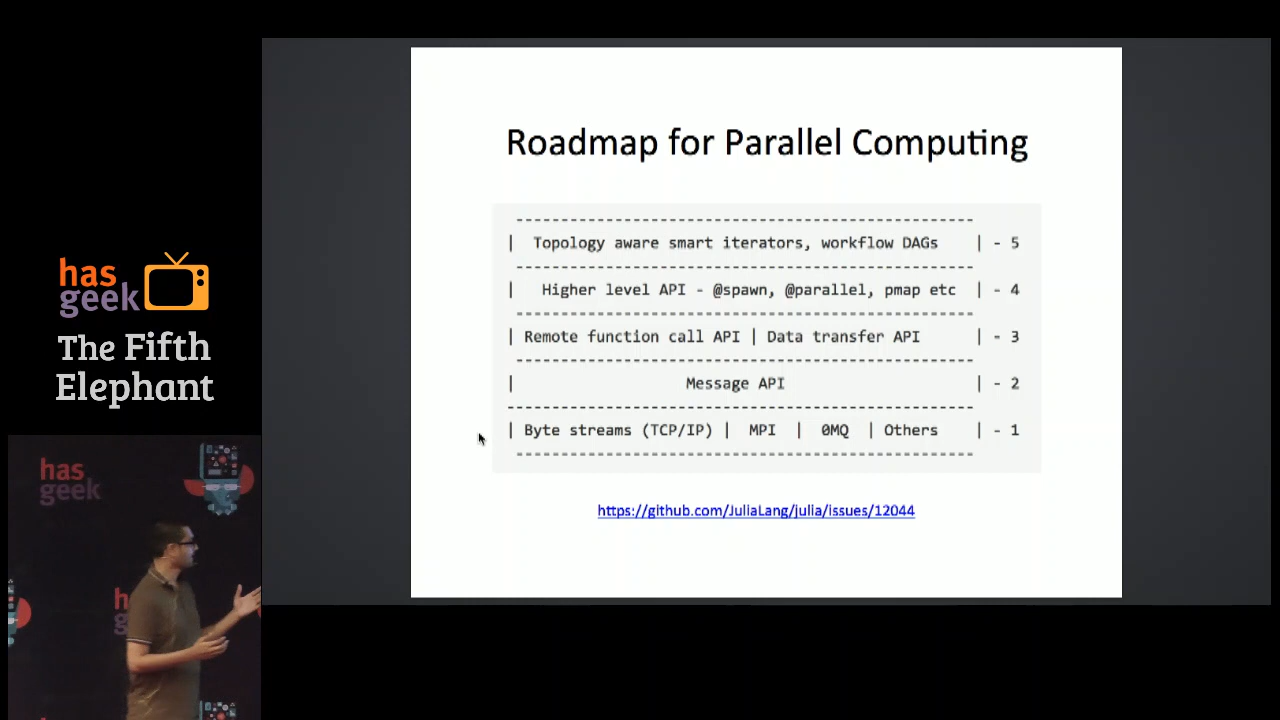 has
geek
The Fifth
Elephant
Roadmap for Parallel Computing
-----------------------------------------------------
| Topology aware smart iterators, workflow DAGs | - 5
-----------------------------------------------------
| Higher level API - @spawn, @parallel, pmap etc | - 4
-----------------------------------------------------
| Remote function call API | Data transfer API | - 3
-----------------------------------------------------
| Message API | - 2
-----------------------------------------------------
| Byte streams (TCP/IP) | MPI | 0MQ | Others | - 1
-----------------------------------------------------
https://github.com/JuliaLang/julia/issues/12044
has
geek
h